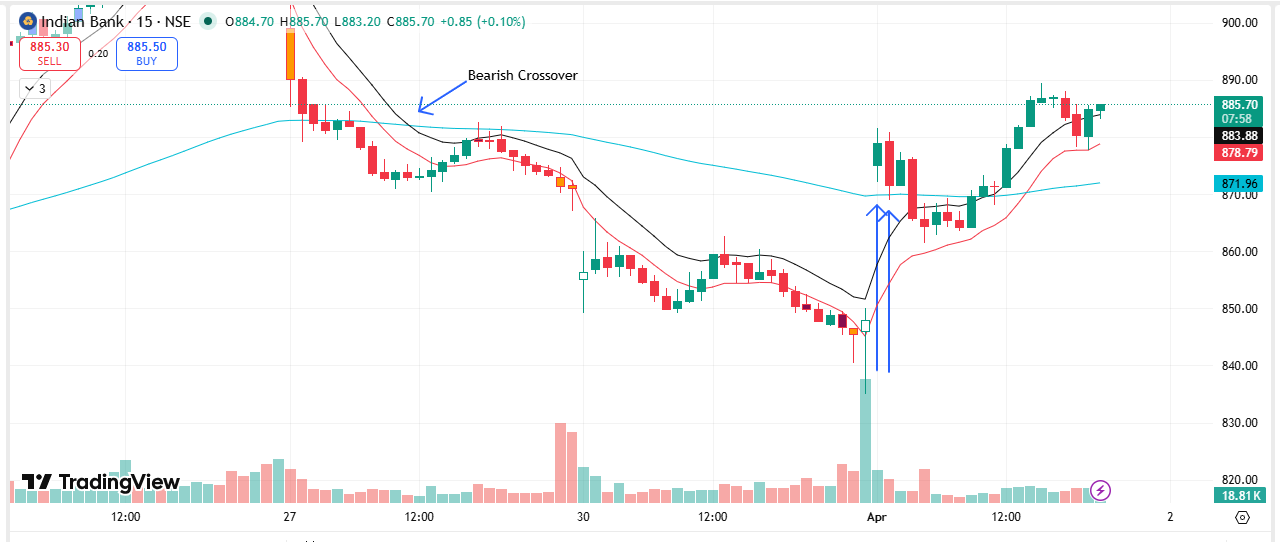 Indian Bank · 15 · NSE O884.70 H885.70 L883.20 C885.70 +0.85 (+0.10%)
885.30
SELL
0.20
885.50
BUY
3
Bearish Crossover
900.00
890.00
885.70
07:58
883.88
878.79
871.96
870.00
860.00
850.00
840.00
830.00
820.00
18.81 K
TradingView
12:00 27 12:00 30 12:00 Apr 12:00 2